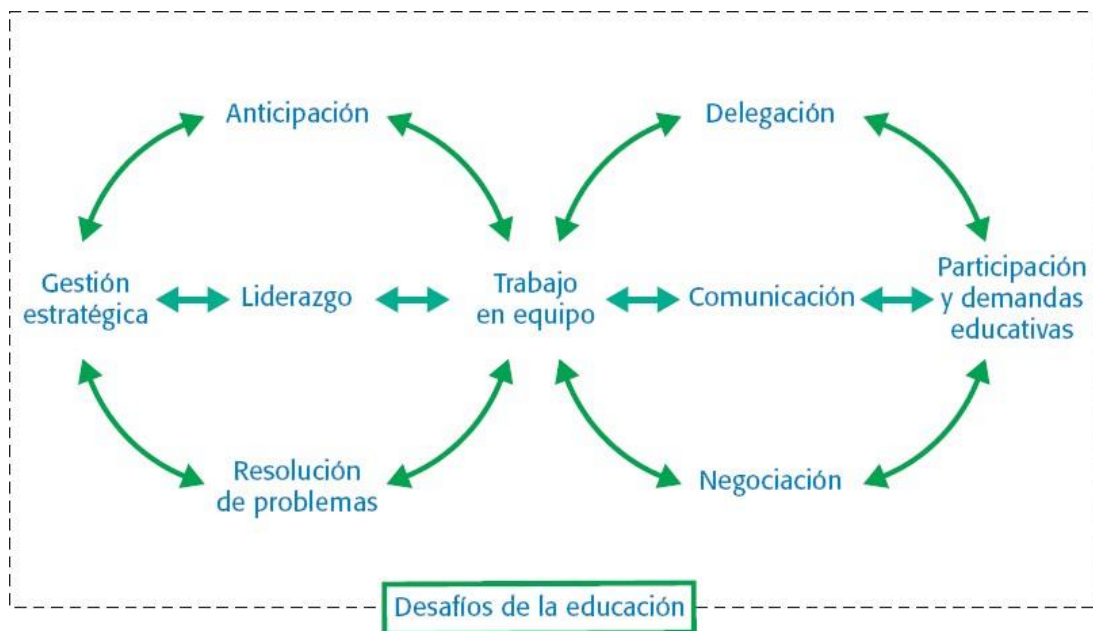 Anticipación
Delegación
Gestión
estratégica
Liderazgo
Trabajo
en equipo
Comunicación
Participación
y demandas
educativas
Resolución
de problemas
Negociación
Desafíos de la educación